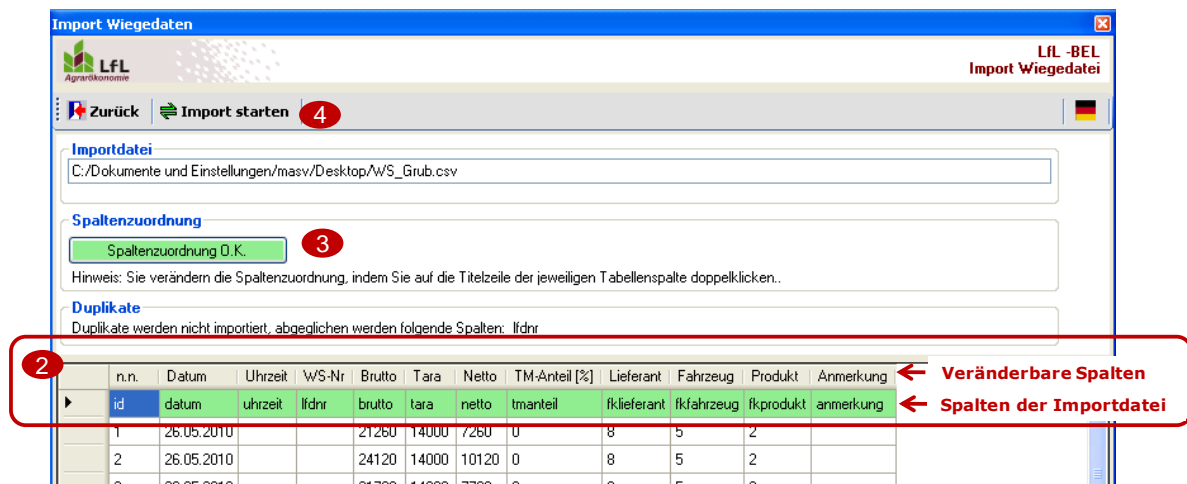 Import Wiegedaten
LfL
Agrarökonomie
LfL -BEL
Import Wiegedatei
Zurück Import starten 4
Importdatei
C:/Dokumente und Einstellungen/masv/Desktop/WS_Grub.csv
Spaltenzuordnung
Spaltenzuordnung O.K. 3
Hinweis: Sie verändern die Spaltenzuordnung, indem Sie auf die Titelzeile der jeweiligen Tabellenspalte doppelklicken..
Duplikate
Duplikate werden nicht importiert, abgeglichen werden folgende Spalten: lfdnr
2
n.n. Datum Uhrzeit WS-Nr Brutto Tara Netto TM-Anteil [%] Lieferant Fahrzeug Produkt Anmerkung Veränderbare Spalten
id datum uhrzeit lfdnr brutto tara netto tmanteil fklieferant fkfahrzeug fkprodukt anmerkung Spalten der Importdatei
1 26.05.2010 21260 14000 7260 0 8 5 2
2 26.05.2010 24120 14000 10120 0 8 5 2